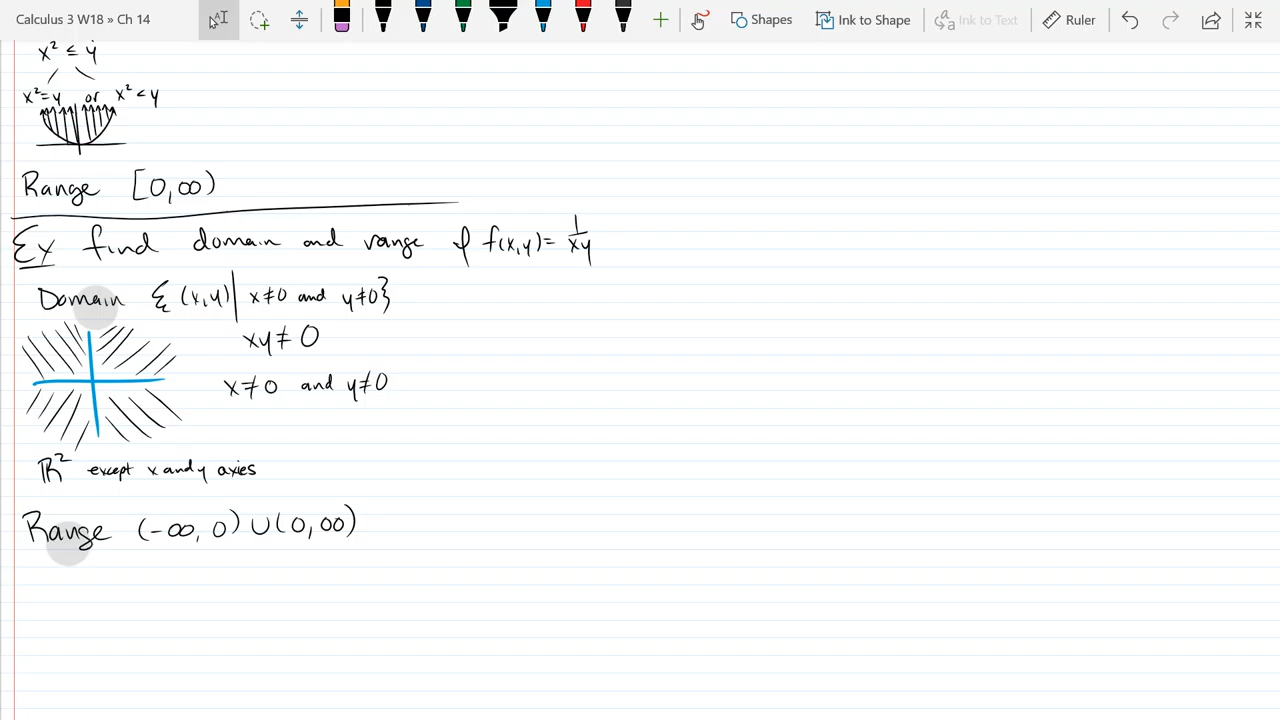 Calculus 3 W18 » Ch 14
Shapes
Ink to Shape
Ink to Text
Ruler
x² ≤ y
x²=y or x²<y
Range [0,∞)
Ex find domain and range of f(x,y)= 1/xy
Domain {(x,y)| x≠0 and y≠0}
xy≠0
x≠0 and y≠0
ℝ² except x and y axies
Range (-∞, 0) ∪ (0, ∞)